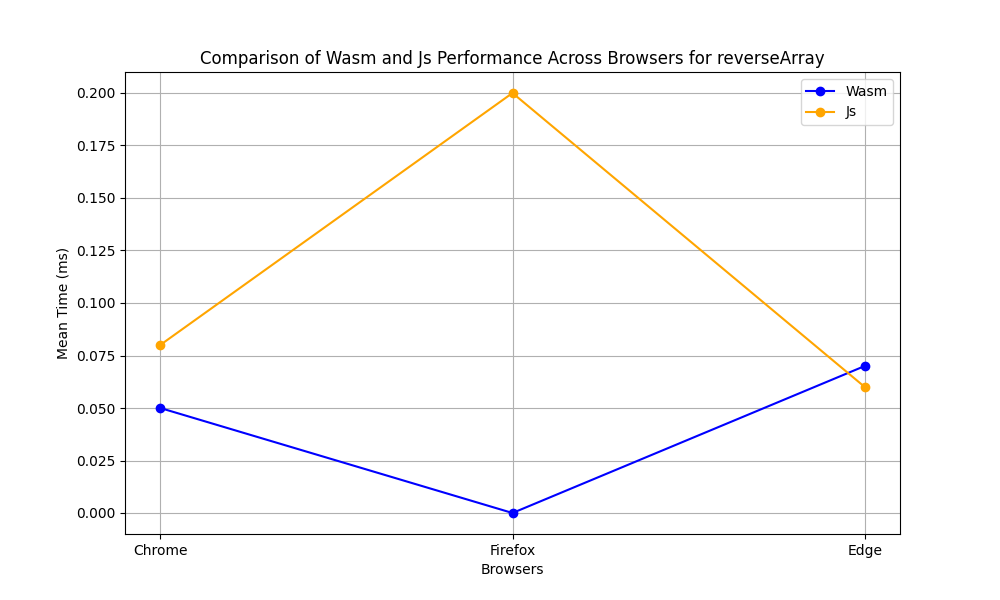 Comparison of Wasm and Js Performance Across Browsers for reverseArray
Wasm
Js
0.200
0.175
0.150
0.125
0.100
0.075
0.050
0.025
0.000
Mean Time (ms)
Chrome
Firefox
Edge
Browsers